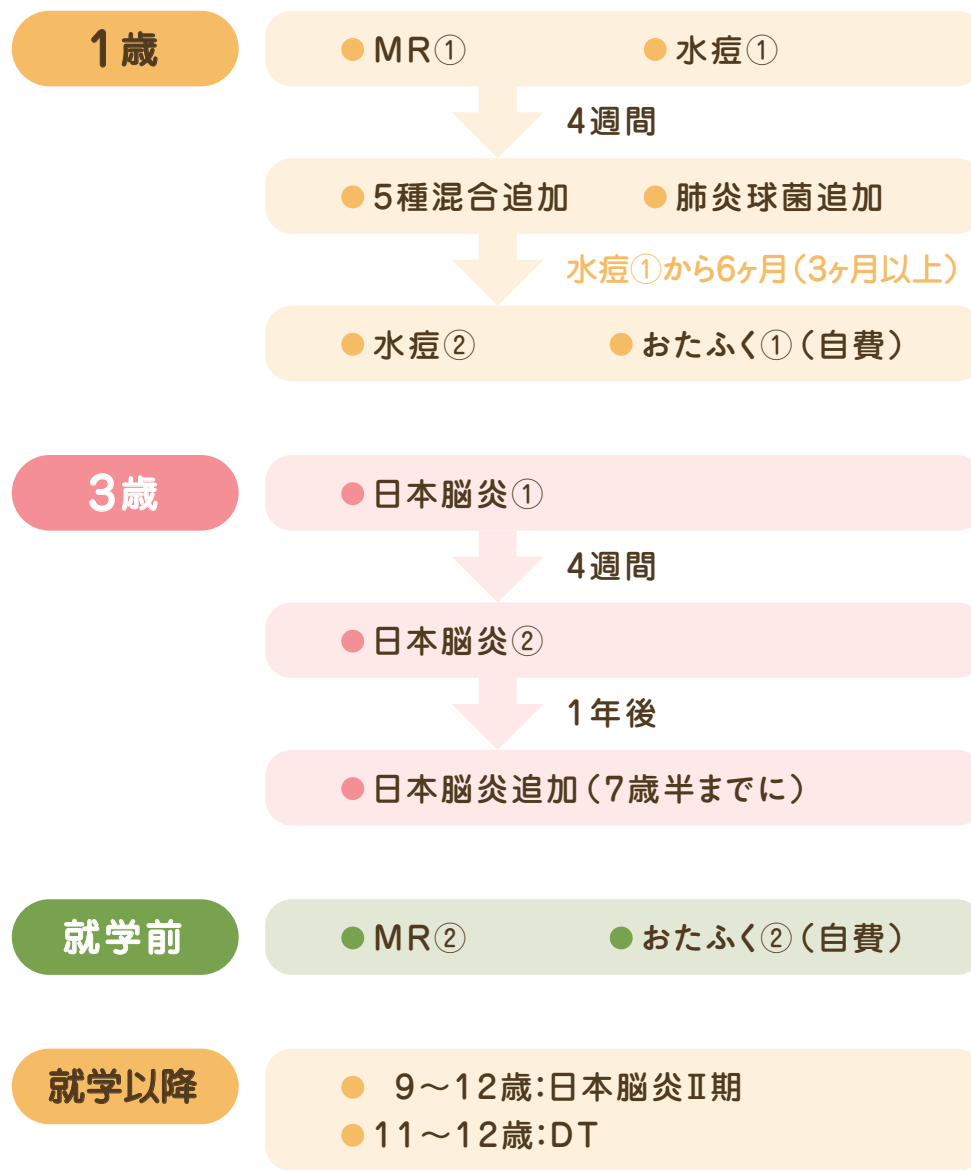 1歳
●MR① ●水痘①
4週間
●5種混合追加 ●肺炎球菌追加
水痘①から6ヶ月(3ヶ月以上)
●水痘② ●おたふく①(自費)
3歳
●日本脳炎①
4週間
●日本脳炎②
1年後
●日本脳炎追加(7歳半までに)
就学前
●MR② ●おたふく②(自費)
就学以降
● 9〜12歳:日本脳炎Ⅱ期
●11〜12歳:DT